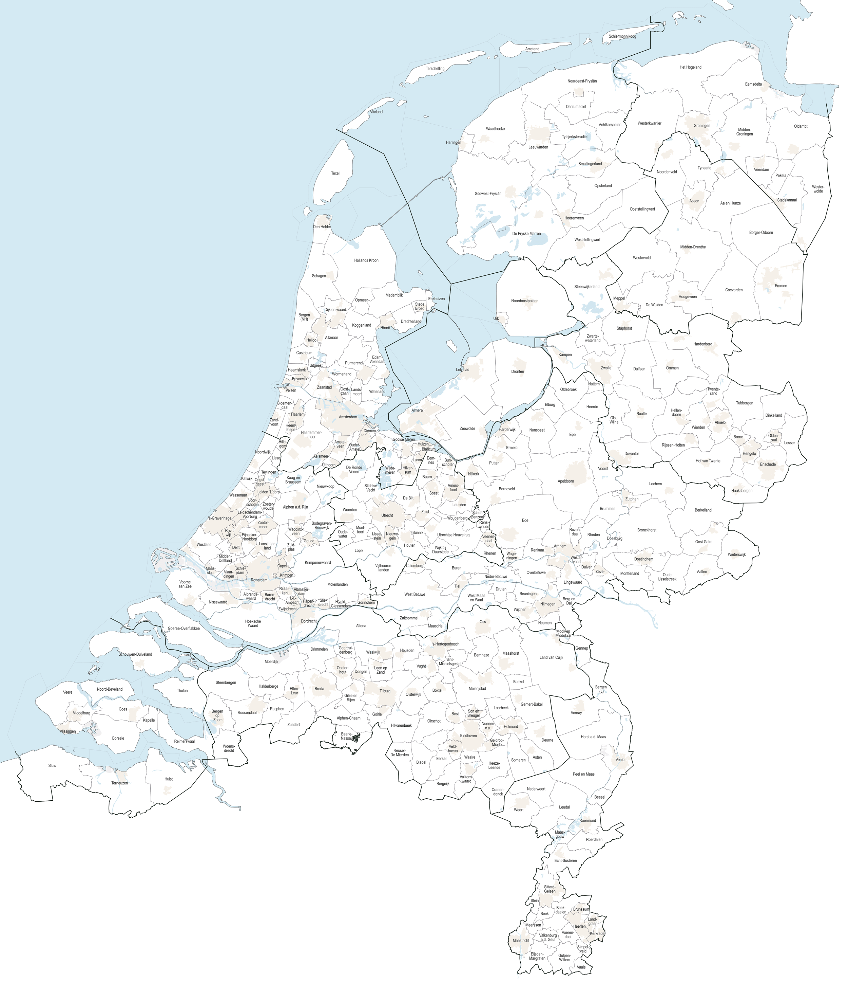 Schiermonnikoog
Ameland
Terschelling
Vlieland
Texel
Het Hogeland
Eemsdelta
Noardeast-Fryslân
Dantumadiel
Achtkarspelen
Westerkwartier
Groningen
Midden-
Groningen
Oldambt
Waadhoeke
Harlingen
Leeuwarden
Tytsjerksteradiel
Smallingerland
Noordenveld
Tynaarlo
Veendam
Pekela
Wester-
wolde
Stadskanaal
Opsterland
Súdwest-Fryslân
Assen
Aa en Hunze
Ooststellingwerf
Heerenveen
De Fryske Marren
Weststellingwerf
Borger-Odoorn
Midden-Drenthe
Westerveld
Den Helder
Hollands Kroon
Schagen
Steenwijkerland
Emmen
Coevorden
Hoogeveen
Meppel
De Wolden
Noordoostpolder
Urk
Medemblik
Opmeer
Enkhuizen
Stede
Broec
Dijk en waard
Bergen
(NH)
Drechterland
Koggenland
Hoorn
Alkmaar
Heiloo
Castricum
Staphorst
Zwarte-
waterland
Hardenberg
Kampen
Edam-
Volendam
Purmerend
Uitgeest
Heemskerk
Wormerland
Beverwijk
Lelystad
Dronten
Zwolle
Dalfsen
Ommen
Velsen
Zaanstad
Oost-
zaan
Lands-
meer
Waterland
Oldebroek
Hattem
Twente-
rand
Tubbergen
Bloemen-
daal
Haarlem
Amsterdam
Almere
Elburg
Heerde
Raalte
Hellen-
doorn
Dinkelland
Zand-
voort
Heem-
stede
Haarlemmer-
meer
Diemen
Zeewolde
Harderwijk
Nunspeet
Epe
Olst-
Wijhe
Wierden
Almelo
Borne
Olden-
zaal
Losser
Hille-
gom
Amstel-
veen
Ouder-
Amstel
Gooise Meren
Huizen
Blaricum
Laren
Ermelo
Rijssen-Holten
Hengelo
Enschede
Noordwijk
Lisse
Aalsmeer
Uithoorn
De Ronde
Venen
Wijde-
meren
Hilver-
sum
Eem-
nes
Bun-
schoten
Putten
Deventer
Hof van Twente
Teylingen
Katwijk
Oegst-
geest
Kaag en
Braassem
Nieuwkoop
Stichtse
Vecht
Baarn
Nijkerk
Apeldoorn
Voorst
Lochem
Haaksbergen
Wassenaar
Leiden
L'dorp
Voor-
schoten
Zoeter-
woude
Alphen a.d. Rijn
De Bilt
Soest
Amers-
foort
Barneveld
Zutphen
Leidschendam-
Voorburg
's-Gravenhage
Woerden
Utrecht
Zeist
Leusden
Woudenberg
Scher-
penzeel
Rens-
woude
Ede
Brummen
Berkelland
Zoeter-
meer
Rijs-
wijk
Pijnacker-
Nootdorp
Waddinx-
veen
Bodegraven-
Reeuwijk
Oude-
water
Mont-
foort
IJssel-
stein
Nieuwe-
gein
Bunnik
Utrechtse Heuvelrug
Veenen-
daal
Rozen-
daal
Rheden
Doesburg
Bronckhorst
Oost Gelre
Westland
Delft
Lansinger-
land
Zuid-
plas
Gouda
Lopik
Houten
Wijk bij
Duurstede
Rhenen
Wage-
ningen
Renkum
Arnhem
Wester-
voort
Duiven
Zeve-
naar
Doetinchem
Winterswijk
Midden-
Delfland
Maas-
sluis
Vlaar-
dingen
Schie-
dam
Capelle
Krimpen
Krimpenerwaard
Vijfheeren-
landen
Culemborg
Buren
Neder-Betuwe
Overbetuwe
Lingewaard
Montferland
Oude
IJsselstreek
Aalten
Rotterdam
Voorne
aan Zee
Nissewaard
Albrands-
waard
Baren-
drecht
Ridder-
kerk
H.-I.-
Ambacht
Alblasser-
dam
Papen-
drecht
Slie-
drecht
H'veld-
Giessendam
Gorinchem
Molenlanden
West Betuwe
Tiel
West Maas
en Waal
Druten
Beuningen
Nijmegen
Berg en
Dal
Zwijndrecht
Dordrecht
Hoeksche
Waard
Goeree-Overflakkee
Altena
Zaltbommel
Maasdriel
Oss
Wijchen
Heumen
Mook en
Middelaar
Gennep
Schouwen-Duiveland
Moerdijk
Drimmelen
Geertrui-
denberg
Waalwijk
Heusden
's-Hertogenbosch
Sint-
Michielsgestel
Bernheze
Maashorst
Land van Cuijk
Vught
Ooster-
hout
Dongen
Loon op
Zand
Steenbergen
Halderberge
Etten-
Leur
Breda
Gilze en
Rijen
Tilburg
Oisterwijk
Boxtel
Meierijstad
Boekel
Bergen
(L)
Veere
Noord-Beveland
Tholen
Middelburg
Goes
Kapelle
Bergen
op
Zoom
Roosendaal
Rucphen
Zundert
Alphen-Chaam
Goirle
Hilvarenbeek
Oirschot
Best
Son en
Breugel
Laarbeek
Gemert-Bakel
Venray
Vlissingen
Borsele
Reimerswaal
Woens-
drecht
Baarle-
Nassau
Nuenen
c.a.
Helmond
Eindhoven
Geldrop-
Mierlo
Deurne
Horst a.d. Maas
Reusel-
De Mierden
Bladel
Eersel
Veld-
hoven
Waalre
Heeze-
Leende
Someren
Asten
Venlo
Sluis
Terneuzen
Hulst
Bergeijk
Valkens-
waard
Cranen-
donck
Nederweert
Peel en Maas
Beesel
Weert
Leudal
Roermond
Maas-
gouw
Roerdalen
Echt-Susteren
Sittard-
Geleen
Stein
Beek
Beek-
daelen
Brunssum
Land-
graaf
Heerlen
Kerkrade
Meerssen
Maastricht
Valkenburg
a.d. Geul
Voeren-
daal
Simpel-
veld
Eijsden-
Margraten
Gulpen-
Wittem
Vaals